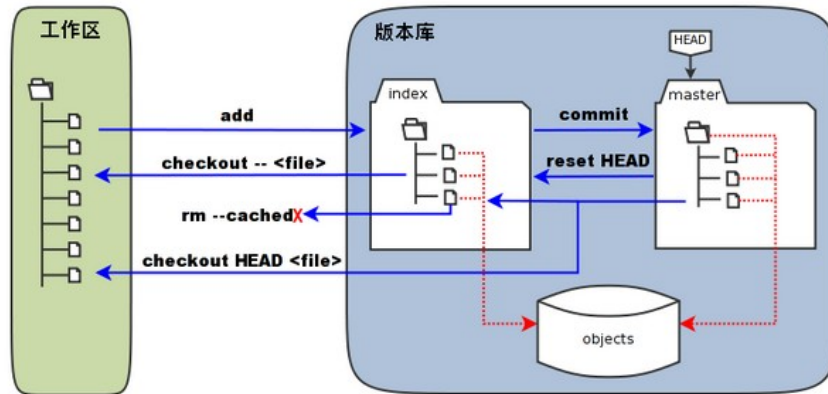 工作区
版本库
HEAD
index
master
add
commit
checkout -- <file>
reset HEAD
rm --cached
X
checkout HEAD <file>
objects